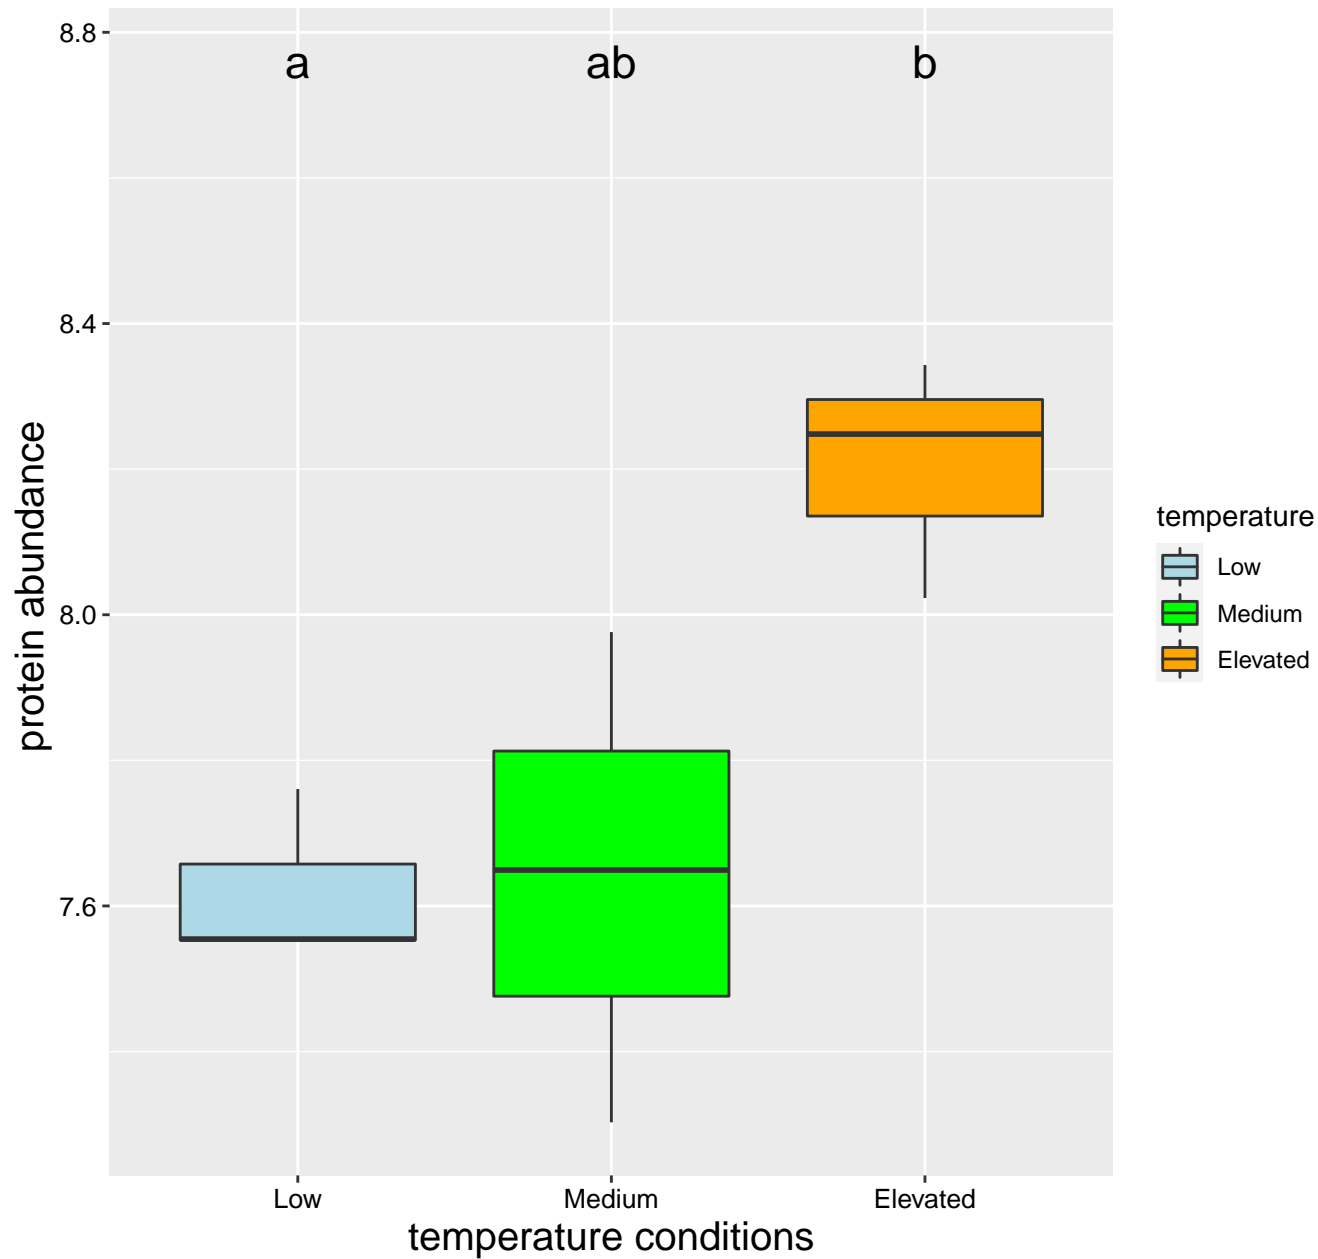 8.8
a ab b
8.4
8.0
7.6
protein abundance
Low Medium Elevated
temperature conditions
temperature
Low
Medium
Elevated